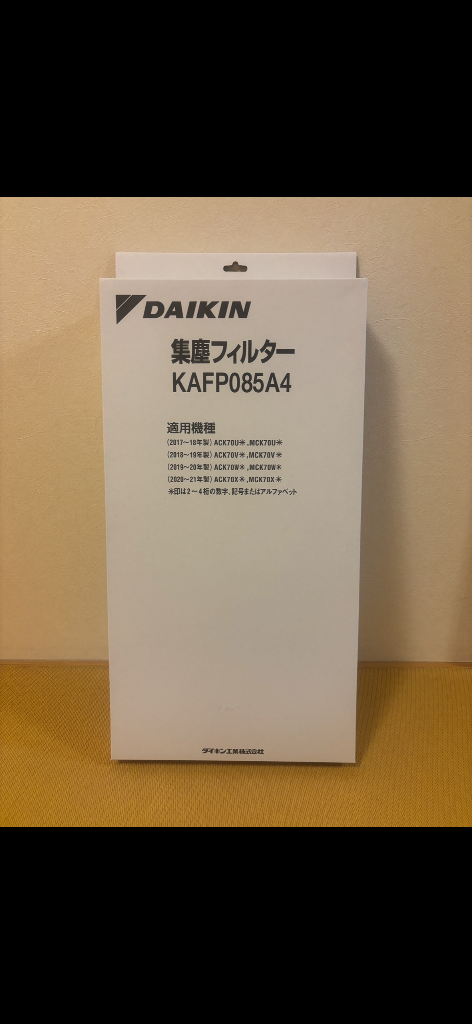 DAIKIN
集塵フィルター
KAFP085A4
適用機種
(2017〜18年製) ACK70U＊,MCK70U＊
(2018〜19年製) ACK70V＊,MCK70V＊
(2019〜20年製) ACK70W＊,MCK70W＊
(2020〜21年製) ACK70X＊,MCK70X＊
＊印は2〜4桁の数字、記号またはアルファベット
ダイキン工業株式会社